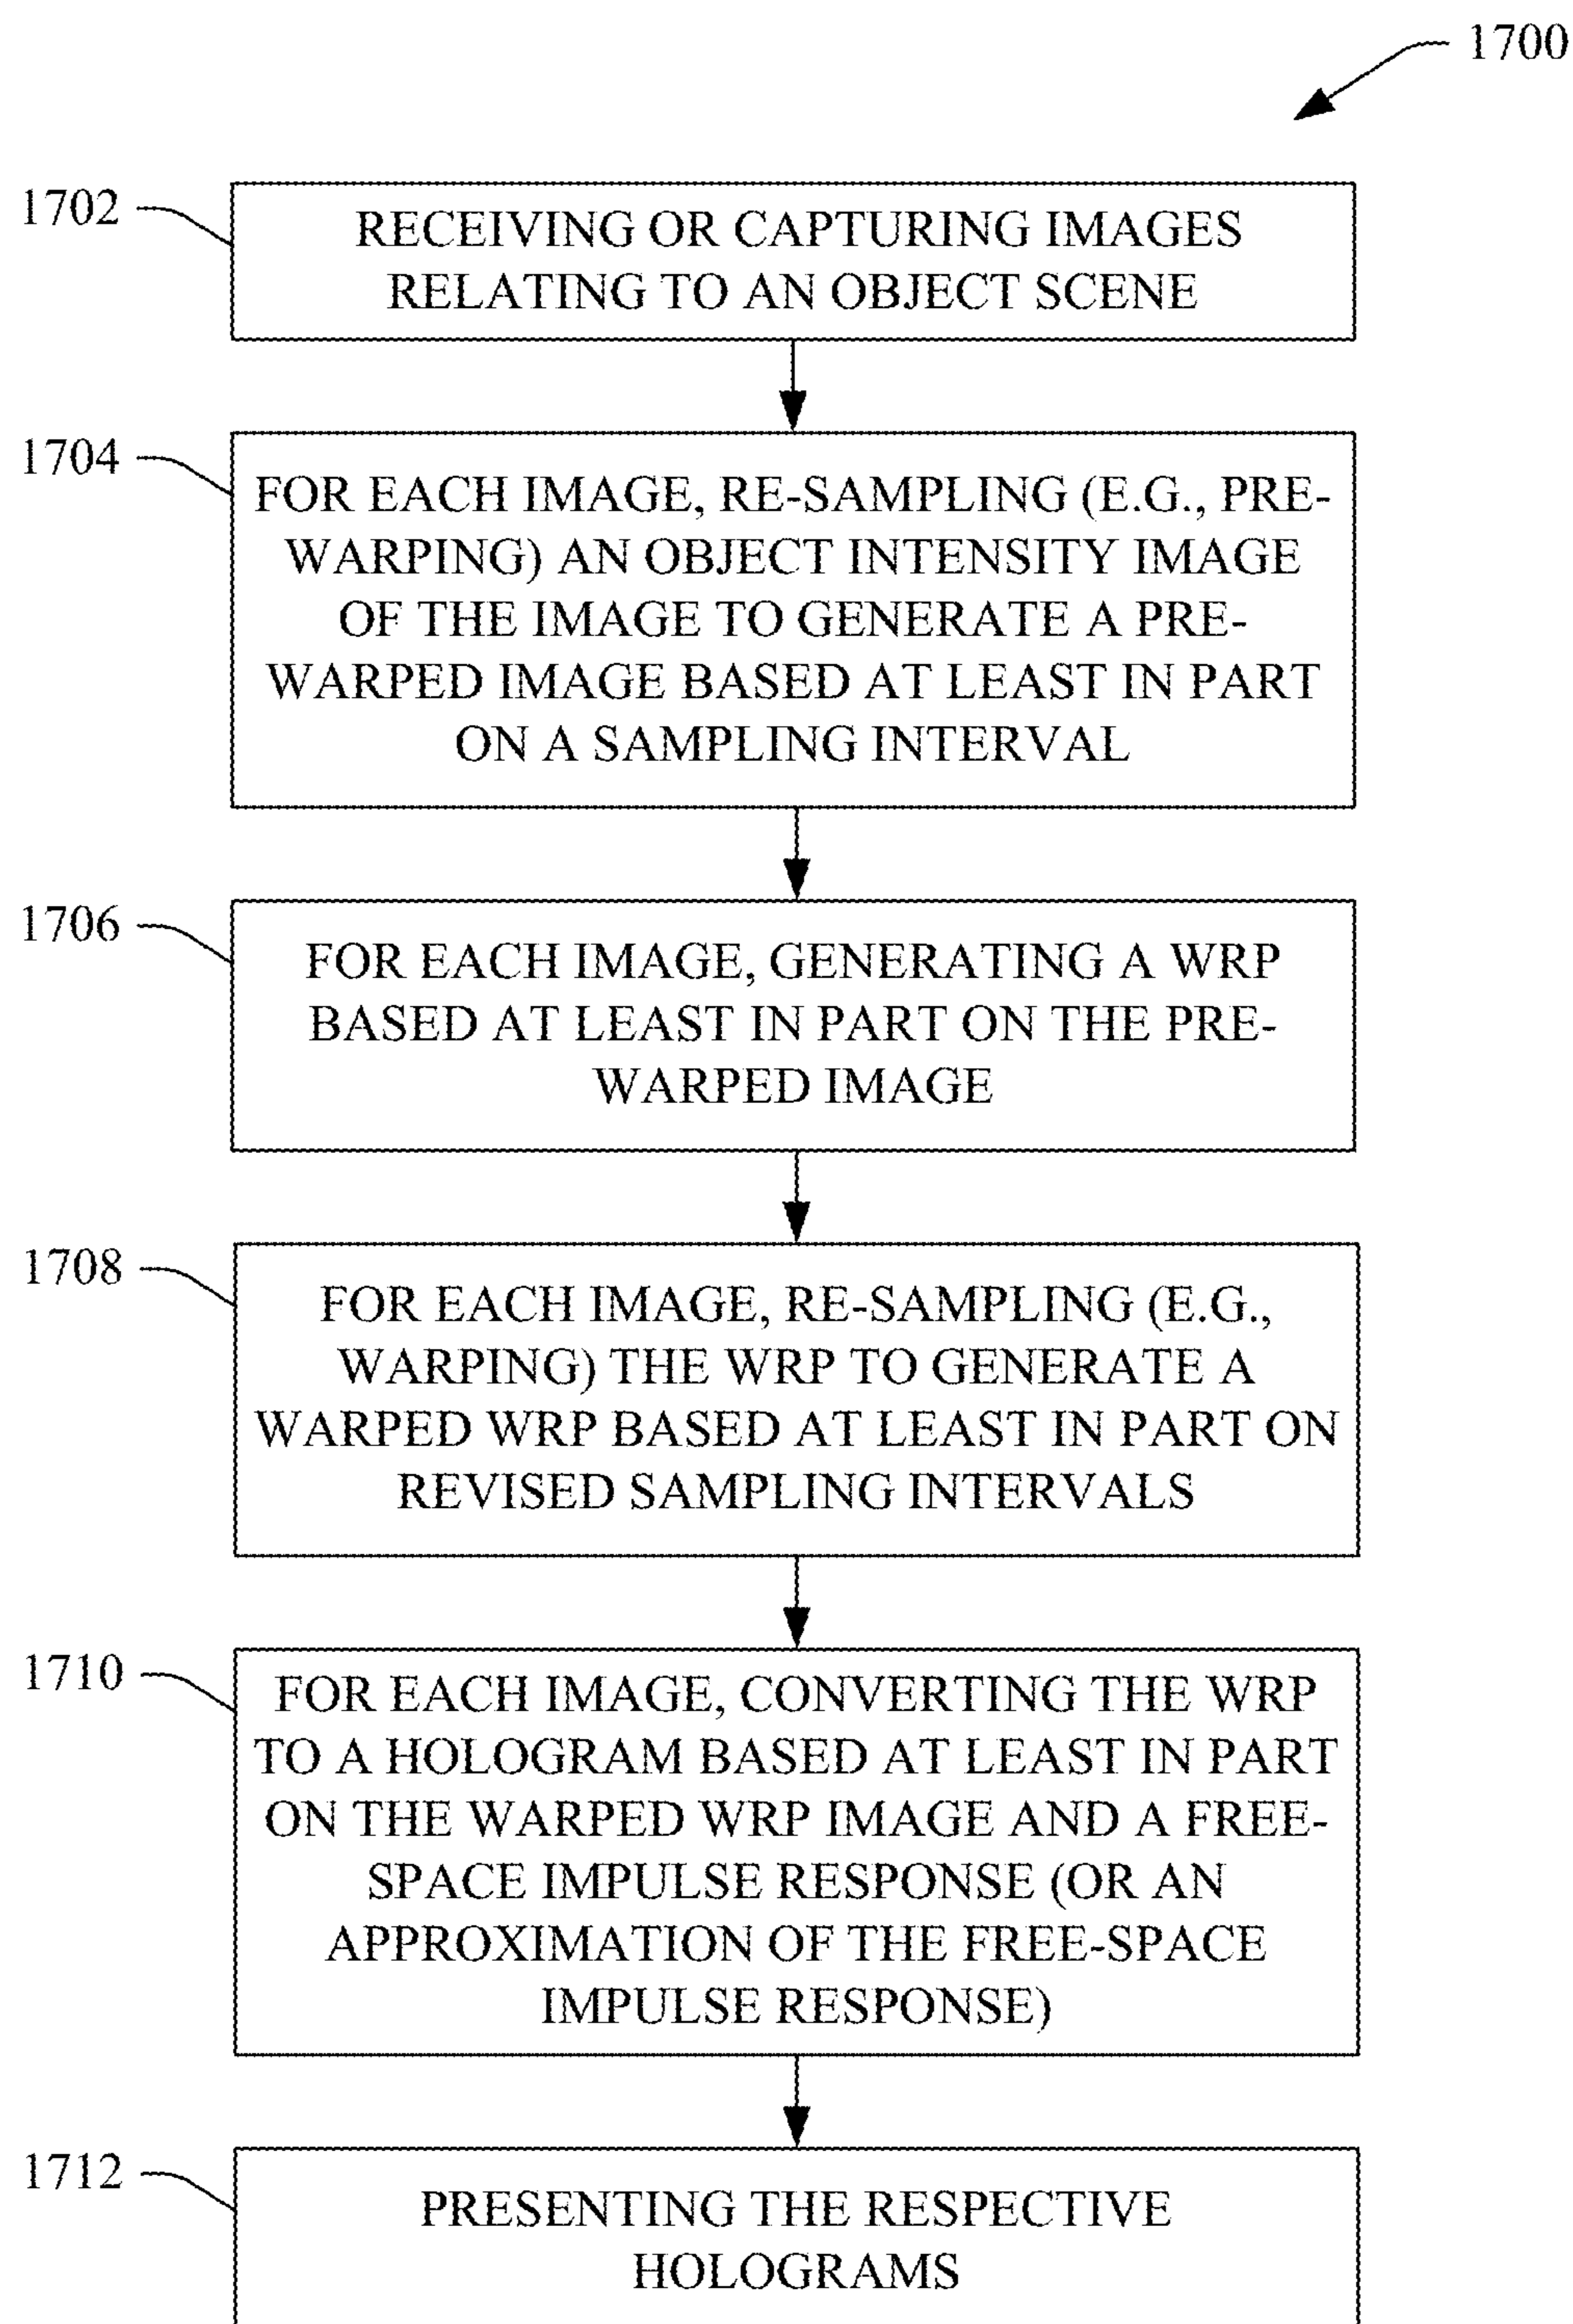 1700
1702
RECEIVING OR CAPTURING IMAGES
RELATING TO AN OBJECT SCENE
1704
FOR EACH IMAGE, RE-SAMPLING (E.G., PRE-
WARPING) AN OBJECT INTENSITY IMAGE
OF THE IMAGE TO GENERATE A PRE-
WARPED IMAGE BASED AT LEAST IN PART
ON A SAMPLING INTERVAL
1706
FOR EACH IMAGE, GENERATING A WRP
BASED AT LEAST IN PART ON THE PRE-
WARPED IMAGE
1708
FOR EACH IMAGE, RE-SAMPLING (E.G.,
WARPING) THE WRP TO GENERATE A
WARPED WRP BASED AT LEAST IN PART ON
REVISED SAMPLING INTERVALS
1710
FOR EACH IMAGE, CONVERTING THE WRP
TO A HOLOGRAM BASED AT LEAST IN PART
ON THE WARPED WRP IMAGE AND A FREE-
SPACE IMPULSE RESPONSE (OR AN
APPROXIMATION OF THE FREE-SPACE
IMPULSE RESPONSE)
1712
PRESENTING THE RESPECTIVE
HOLOGRAMS